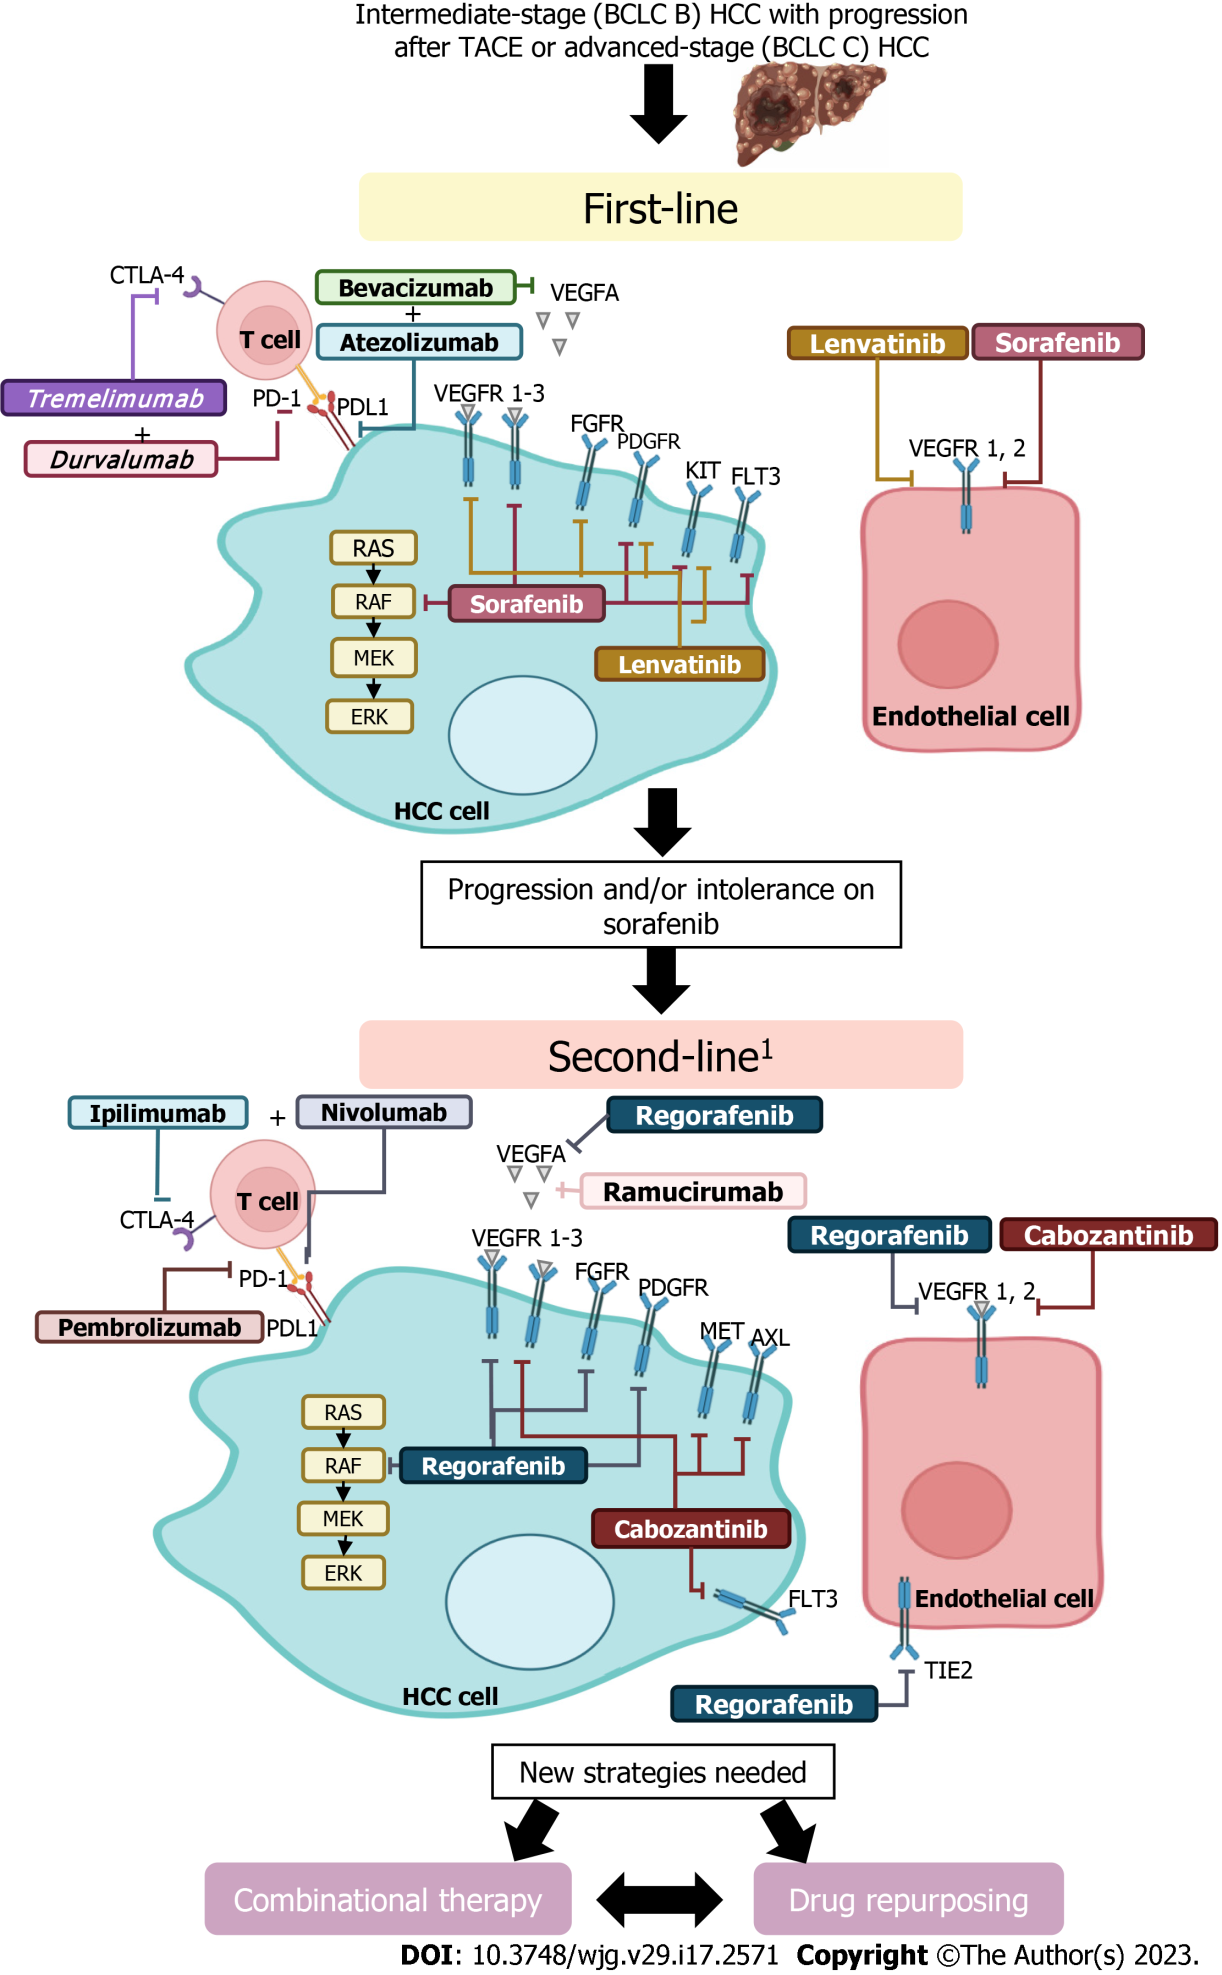 Intermediate-stage (BCLC B) HCC with progression
after TACE or advanced-stage (BCLC C) HCC
First-line
CTLA-4
Bevacizumab
VEGFA
+
T cell
Atezolizumab
Lenvatinib
Sorafenib
Tremelimumab
PD-1
PDL1
VEGFR 1-3
+
Durvalumab
FGFR
PDGFR
KIT
FLT3
VEGFR 1, 2
RAS
RAF
Sorafenib
MEK
Lenvatinib
ERK
Endothelial cell
HCC cell
Progression and/or intolerance on
sorafenib
Second-line1
Ipilimumab
+
Nivolumab
Regorafenib
VEGFA
T cell
Ramucirumab
CTLA-4
VEGFR 1-3
Regorafenib
Cabozantinib
PD-1
FGFR
PDGFR
VEGFR 1, 2
Pembrolizumab
PDL1
MET
AXL
RAS
RAF
Regorafenib
MEK
Cabozantinib
ERK
FLT3
Endothelial cell
TIE2
HCC cell
Regorafenib
New strategies needed
Combinational therapy
Drug repurposing
DOI: 10.3748/wjg.v29.i17.2571 Copyright ©The Author(s) 2023.